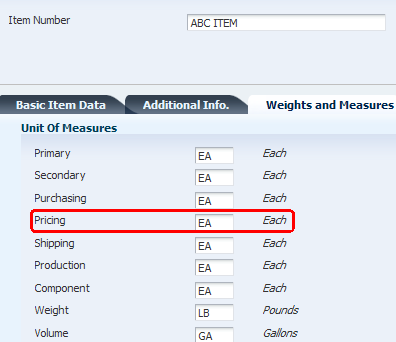 Item Number ABC ITEM
Basic Item Data Additional Info. Weights and Measures
Unit Of Measures
Primary EA Each
Secondary EA Each
Purchasing EA Each
Pricing EA Each
Shipping EA Each
Production EA Each
Component EA Each
Weight LB Pounds
Volume GA Gallons